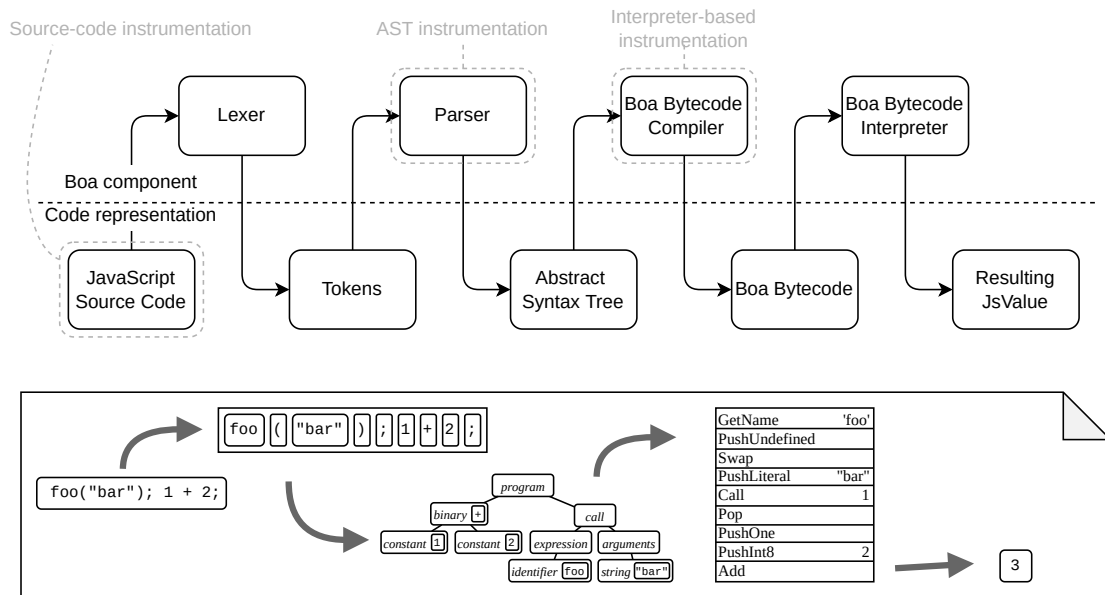 Source-code instrumentation
AST instrumentation
Interpreter-based
instrumentation
Lexer
Parser
Boa Bytecode
Compiler
Boa Bytecode
Interpreter
Boa component
Code representation
JavaScript
Source Code
Tokens
Abstract
Syntax Tree
Boa Bytecode
Resulting
JsValue
foo ( "bar" ) ; 1 + 2 ;
foo("bar"); 1 + 2;
program
binary +
call
constant 1
constant 2
expression
arguments
identifier foo
string "bar"
GetName 'foo'
PushUndefined
Swap
PushLiteral "bar"
Call 1
Pop
PushOne
PushInt8 2
Add
3